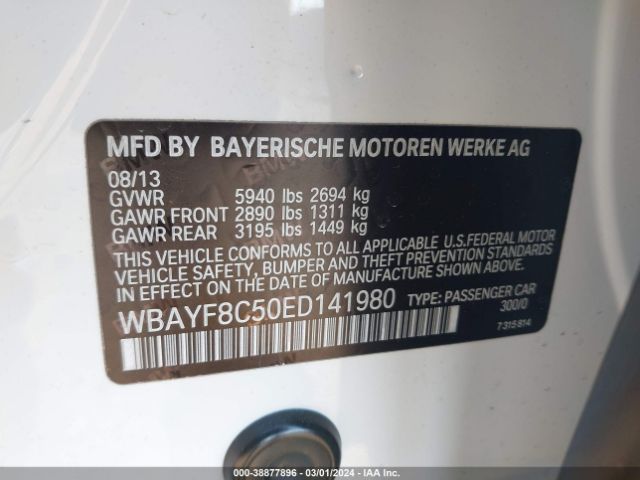 MFD BY BAYERISCHE MOTOREN WERKE AG
08/13
GVWR 5940 lbs 2694 kg
GAWR FRONT 2890 lbs 1311 kg
GAWR REAR 3195 lbs 1449 kg
THIS VEHICLE CONFORMS TO ALL APPLICABLE U.S.FEDERAL MOTOR
VEHICLE SAFETY, BUMPER AND THEFT PREVENTION STANDARDS
IN EFFECT ON THE DATE OF MANUFACTURE SHOWN ABOVE.
WBAYF8C50ED141980 TYPE: PASSENGER CAR
300/0
7315814
000-38877896 - 03/01/2024 - IAA Inc.